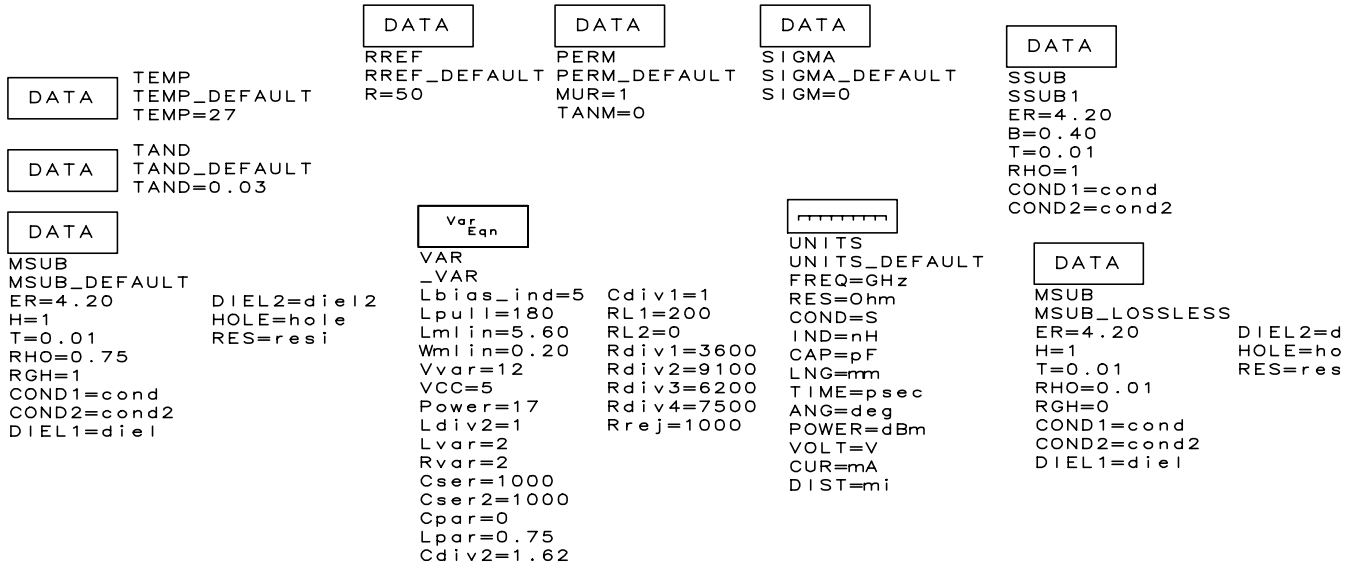 DATA
TEMP
TEMP_DEFAULT
TEMP=27
DATA
TAND
TAND_DEFAULT
TAND=0.03
DATA
RREF
RREF_DEFAULT
R=50
DATA
PERM
PERM_DEFAULT
MUR=1
TANM=0
DATA
SIGMA
SIGMA_DEFAULT
SIGM=0
DATA
SSUB
SSUB1
ER=4.20
B=0.40
T=0.01
RHO=1
COND1=cond
COND2=cond2
DATA
MSUB
MSUB_DEFAULT
ER=4.20
H=1
T=0.01
RHO=0.75
RGH=1
COND1=cond
COND2=cond2
DIEL1=diel
DIEL2=diel2
HOLE=hole
RES=resi
Var
Eqn
VAR
_VAR
Lbias_ind=5
Lpull=180
Lmlin=5.60
Wmlin=0.20
Vvar=12
VCC=5
Power=17
Ldiv2=1
Lvar=2
Rvar=2
Cser=1000
Cser2=1000
Cpar=0
Lpar=0.75
Cdiv2=1.62
Cdiv1=1
RL1=200
RL2=0
Rdiv1=3600
Rdiv2=9100
Rdiv3=6200
Rdiv4=7500
Rrej=1000
UNITS
UNITS_DEFAULT
FREQ=GHz
RES=Ohm
COND=S
IND=nH
CAP=pF
LNG=mm
TIME=psec
ANG=deg
POWER=dBm
VOLT=V
CUR=mA
DIST=mi
DATA
MSUB
MSUB_LOSSLESS
ER=4.20
H=1
T=0.01
RHO=0.01
RGH=0
COND1=cond
COND2=cond2
DIEL1=diel
DIEL2=d
HOLE=ho
RES=res